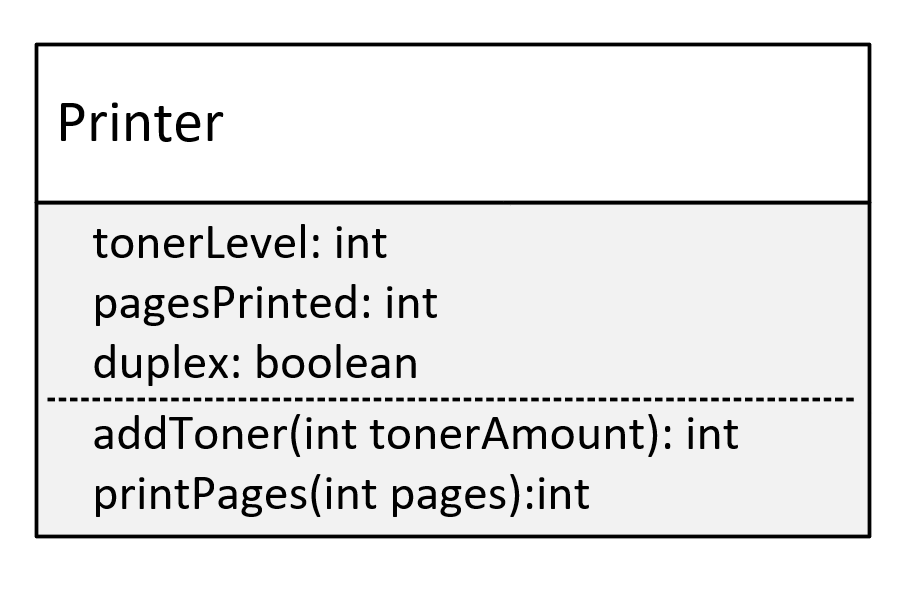 Printer
tonerLevel: int
pagesPrinted: int
duplex: boolean
addToner(int tonerAmount): int
printPages(int pages):int